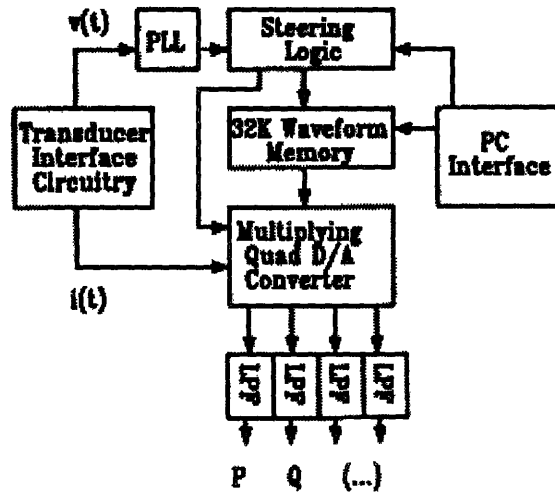 v(t)
PLL
Steering
Logic
Transducer
Interface
Circuitry
32K Waveform
Memory
PC
Interface
Multiplying
Quad D/A
Converter
i(t)
LPF
LPF
LPF
LPF
P Q (...)